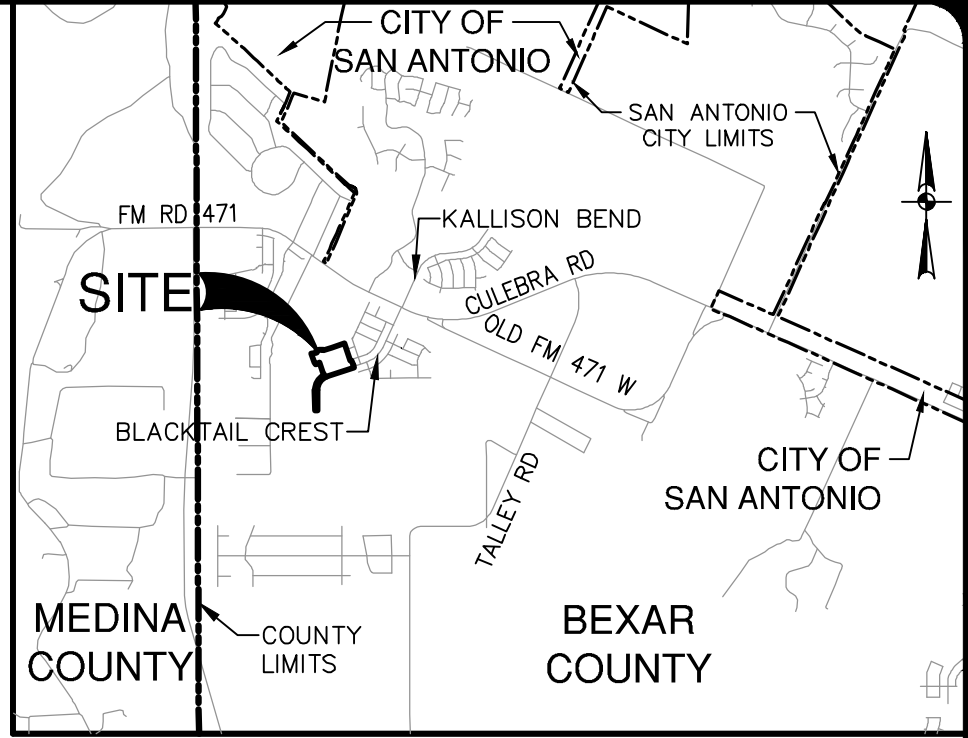 CITY OF
SAN ANTONIO
SAN ANTONIO
CITY LIMITS
FM RD 471
KALLISON BEND
SITE
CULEBRA RD
OLD FM 471 W
BLACKTAIL CREST
CITY OF
SAN ANTONIO
TALLEY RD
MEDINA
COUNTY
COUNTY
LIMITS
BEXAR
COUNTY